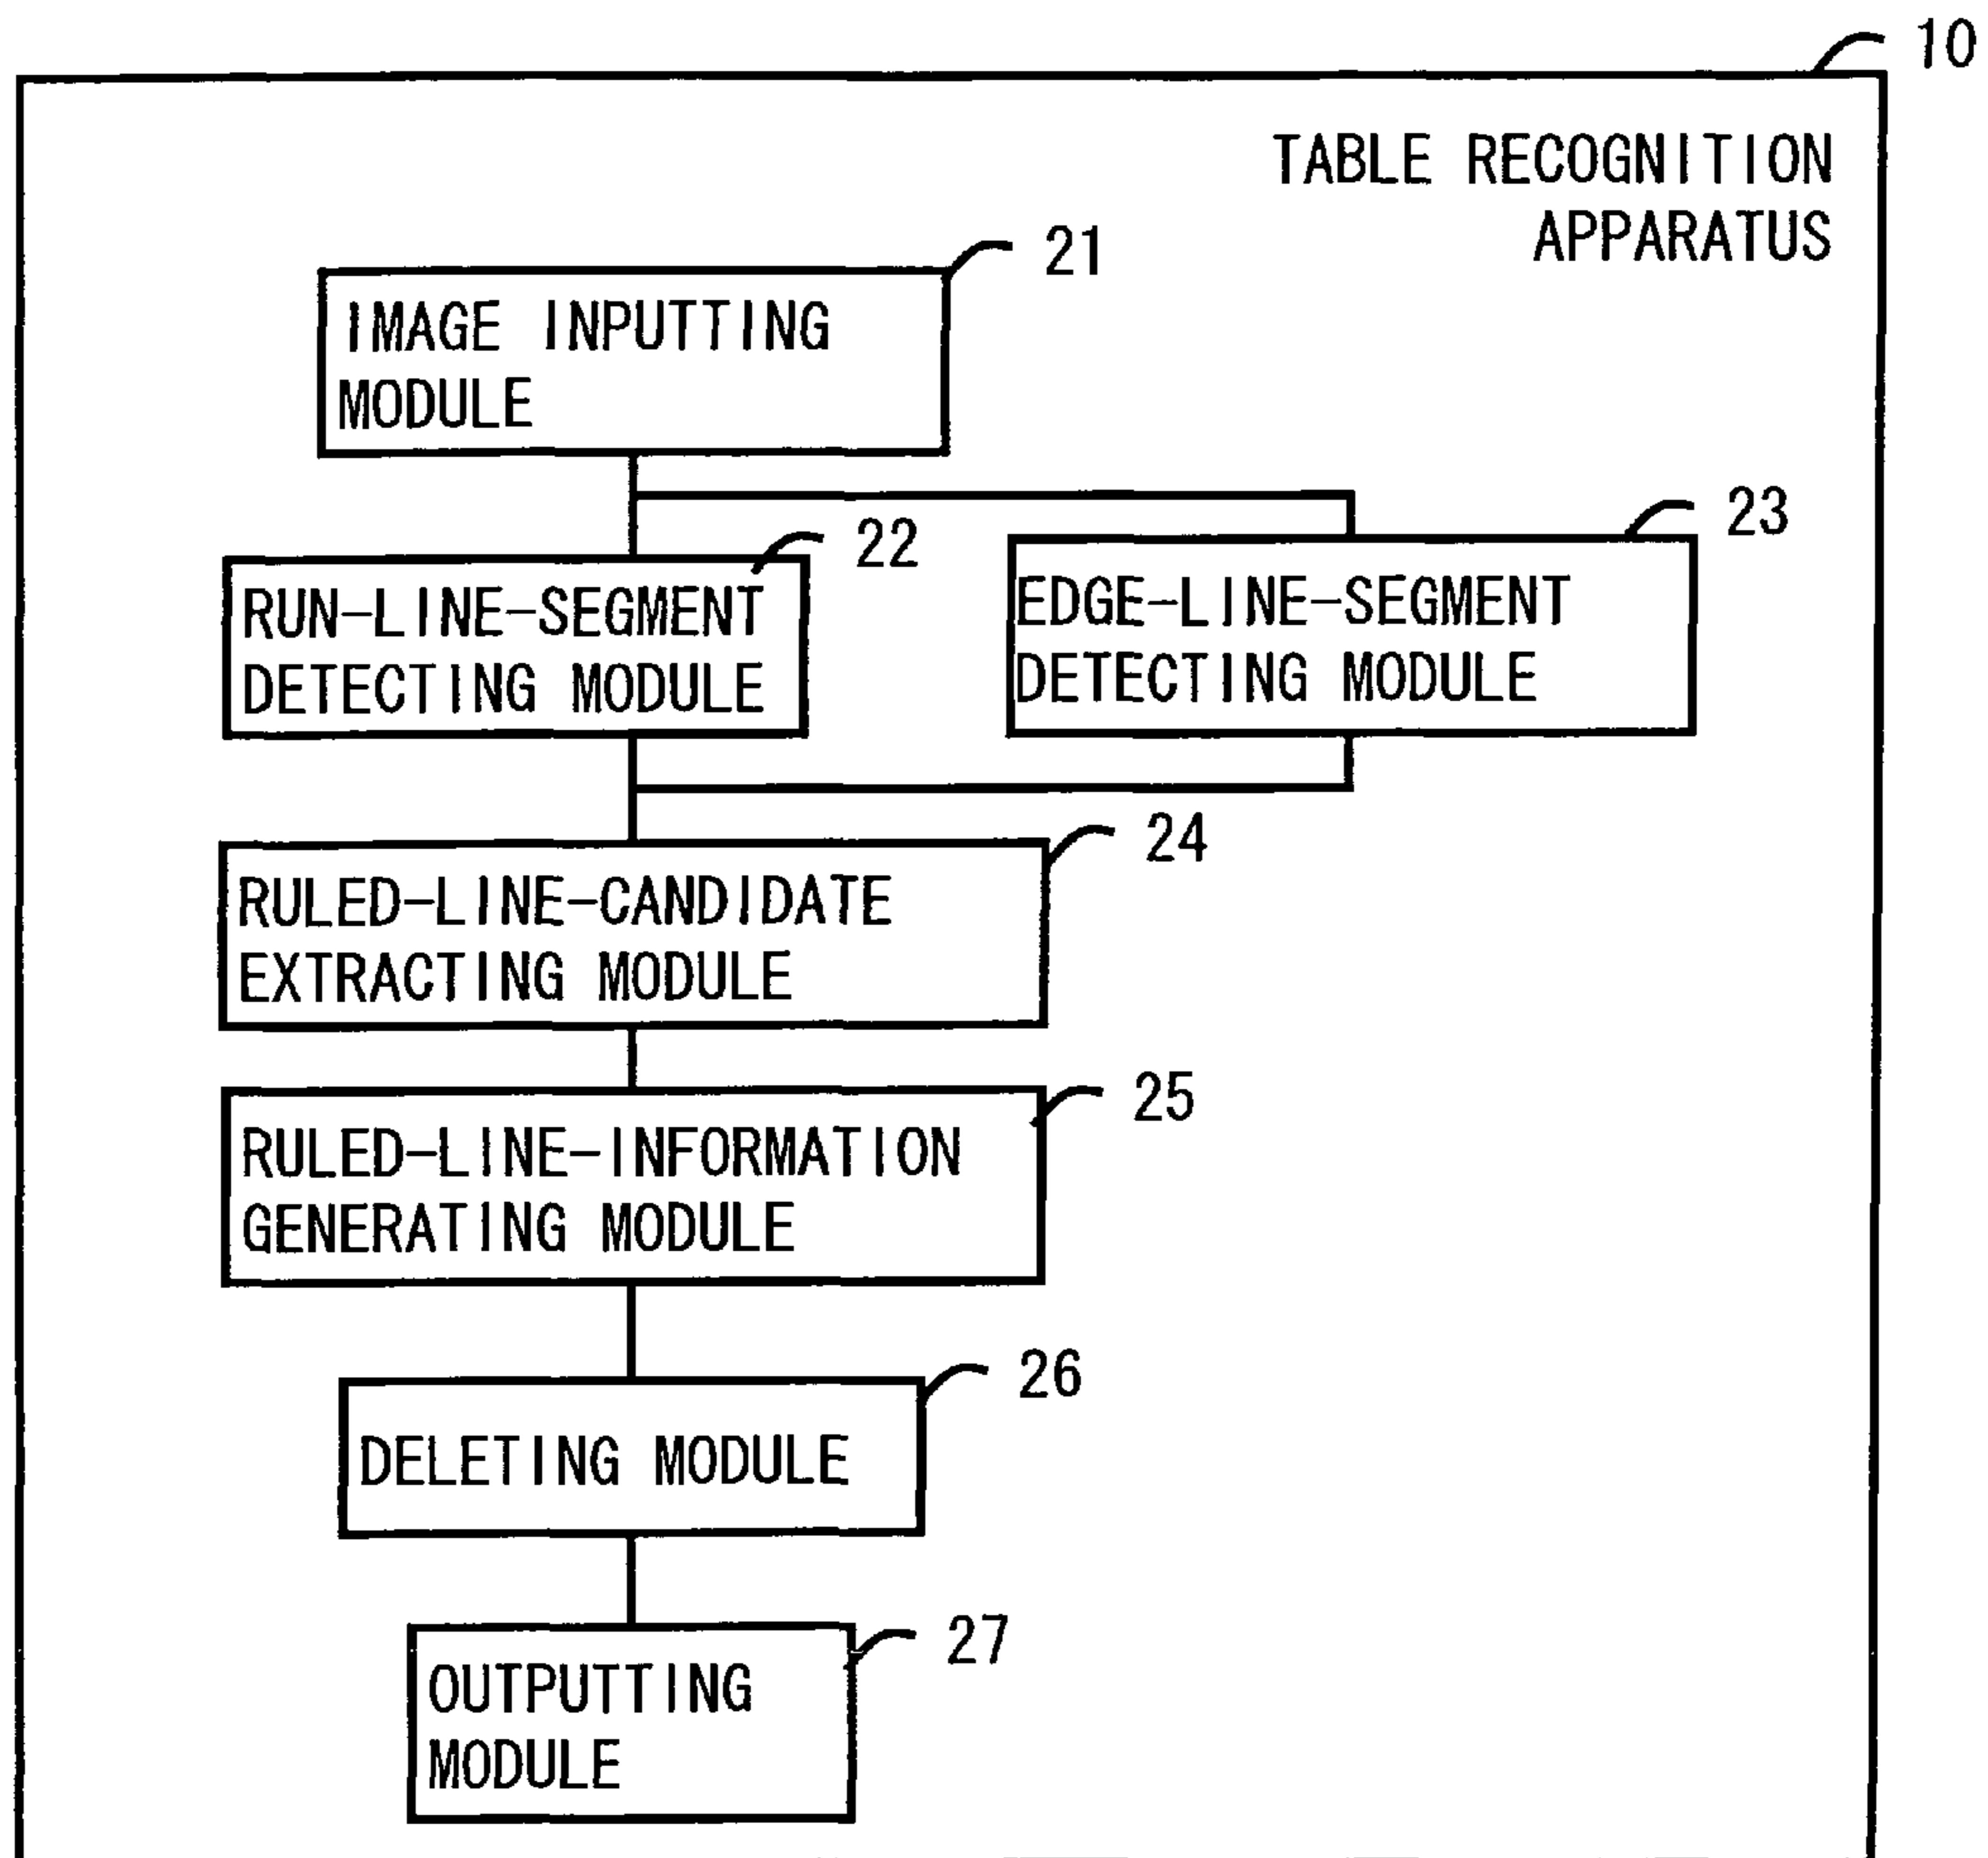 10
TABLE RECOGNITION
APPARATUS
21
IMAGE INPUTTING
MODULE
22
RUN-LINE-SEGMENT
DETECTING MODULE
23
EDGE-LINE-SEGMENT
DETECTING MODULE
24
RULED-LINE-CANDIDATE
EXTRACTING MODULE
25
RULED-LINE-INFORMATION
GENERATING MODULE
26
DELETING MODULE
27
OUTPUTTING
MODULE